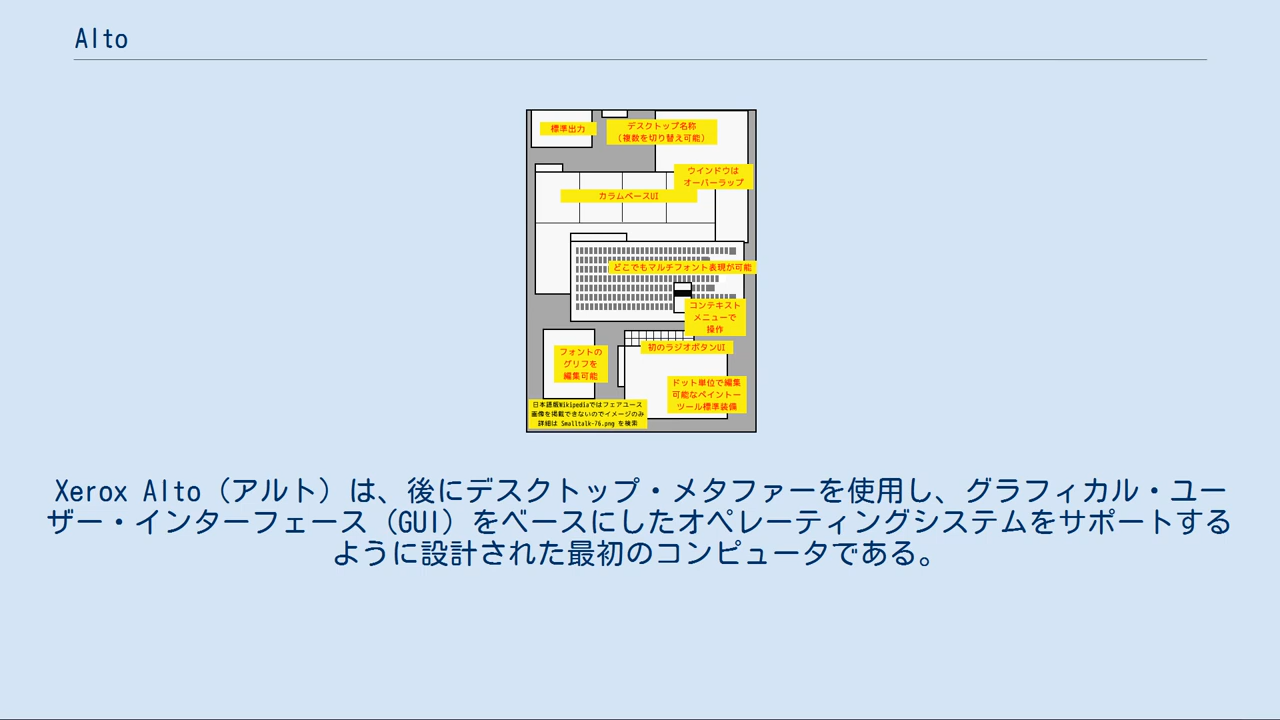 Alto
標準出力
デスクトップ名称
(複数を切り替え可能)
ウインドウは
オーバーラップ
カラムベースUI
どこでもマルチフォント表現が可能
コンテキスト
メニューで
操作
初のラジオボタンUI
フォントの
グリフを
編集可能
ドット単位で編集
可能なペイントー
ツール標準装備
日本語版Wikipediaではフェアユース
画像を掲載できないのでイメージのみ
詳細は Smalltalk-76.png を検索
Xerox Alto（アルト）は、後にデスクトップ・メタファーを使用し、グラフィカル・ユー
ザー・インターフェース（GUI）をベースにしたオペレーティングシステムをサポートする
ように設計された最初のコンピュータである。